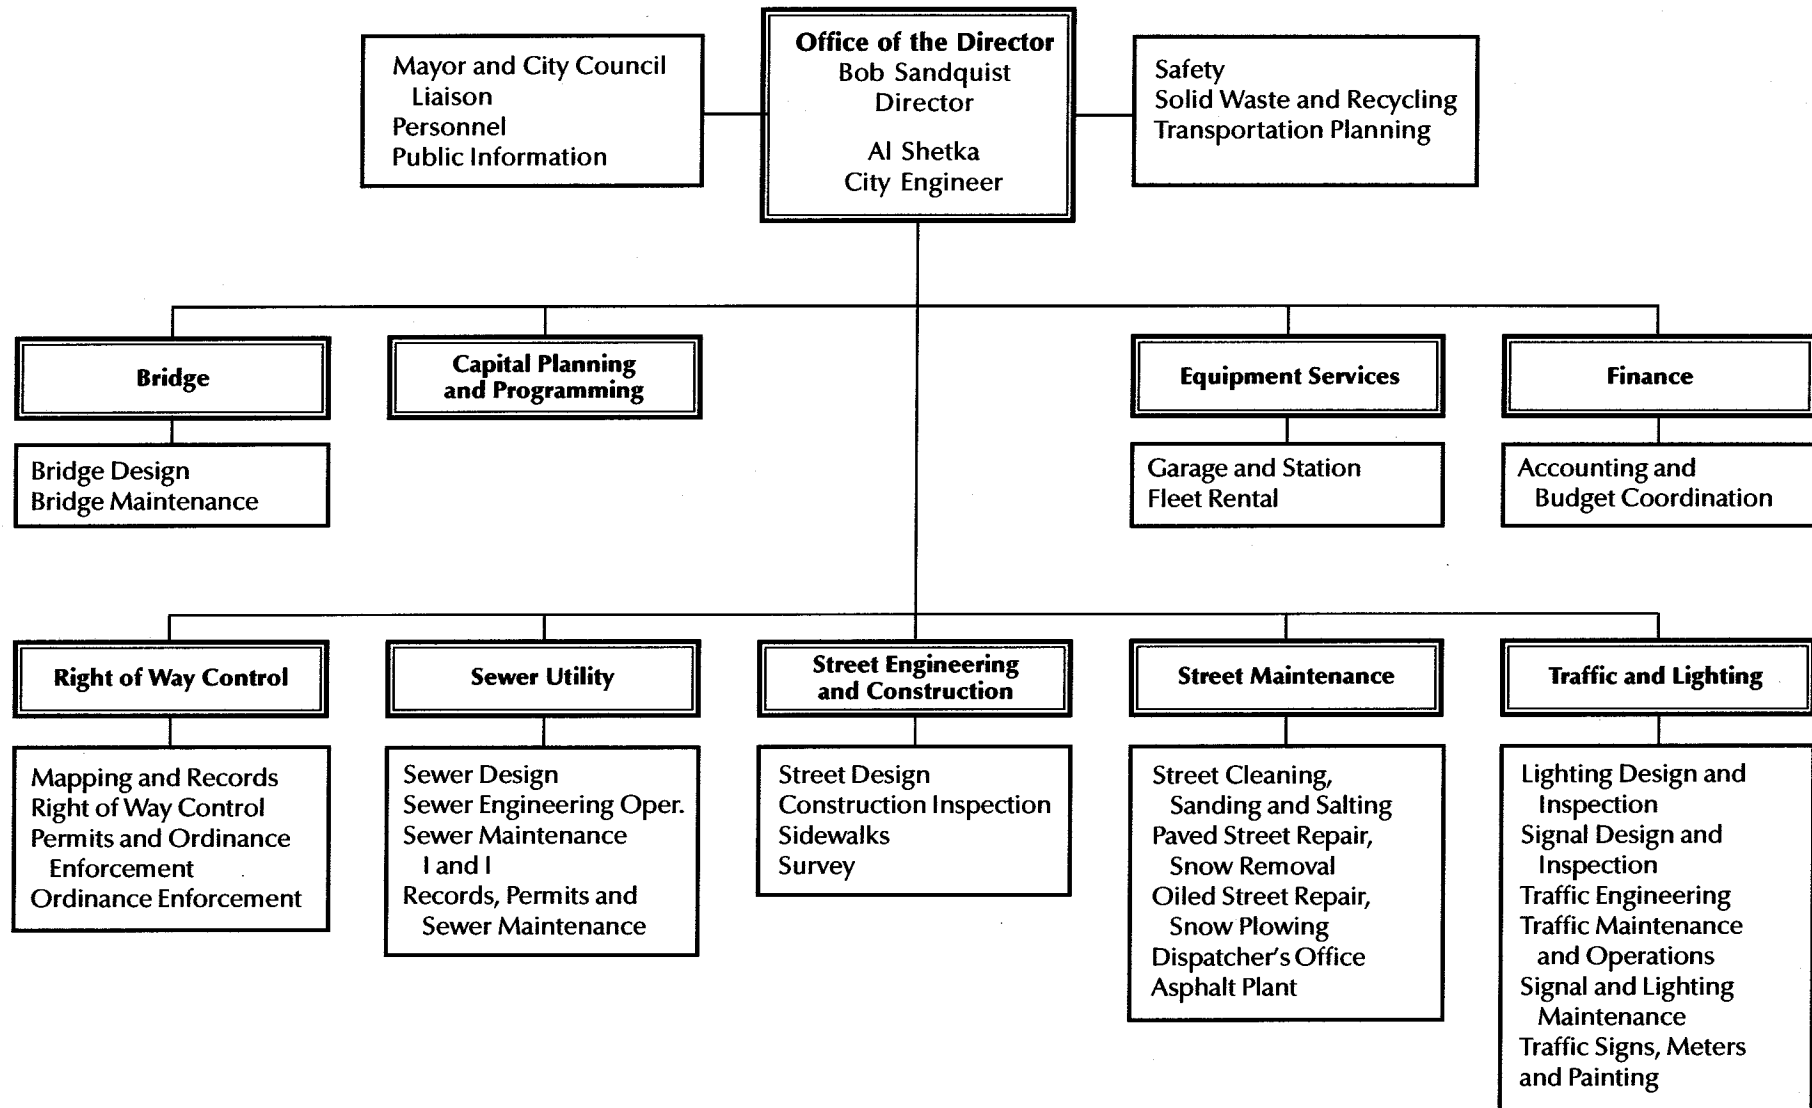 Mayor and City Council
Liaison
Personnel
Public Information
Office of the Director
Bob Sandquist
Director
Al Shetka
City Engineer
Safety
Solid Waste and Recycling
Transportation Planning
Bridge
Bridge Design
Bridge Maintenance
Capital Planning
and Programming
Equipment Services
Garage and Station
Fleet Rental
Finance
Accounting and
Budget Coordination
Right of Way Control
Mapping and Records
Right of Way Control
Permits and Ordinance
Enforcement
Ordinance Enforcement
Sewer Utility
Sewer Design
Sewer Engineering Oper.
Sewer Maintenance
I and I
Records, Permits and
Sewer Maintenance
Street Engineering
and Construction
Street Design
Construction Inspection
Sidewalks
Survey
Street Maintenance
Street Cleaning,
Sanding and Salting
Paved Street Repair,
Snow Removal
Oiled Street Repair,
Snow Plowing
Dispatcher's Office
Asphalt Plant
Traffic and Lighting
Lighting Design and
Inspection
Signal Design and
Inspection
Traffic Engineering
Traffic Maintenance
and Operations
Signal and Lighting
Maintenance
Traffic Signs, Meters
and Painting